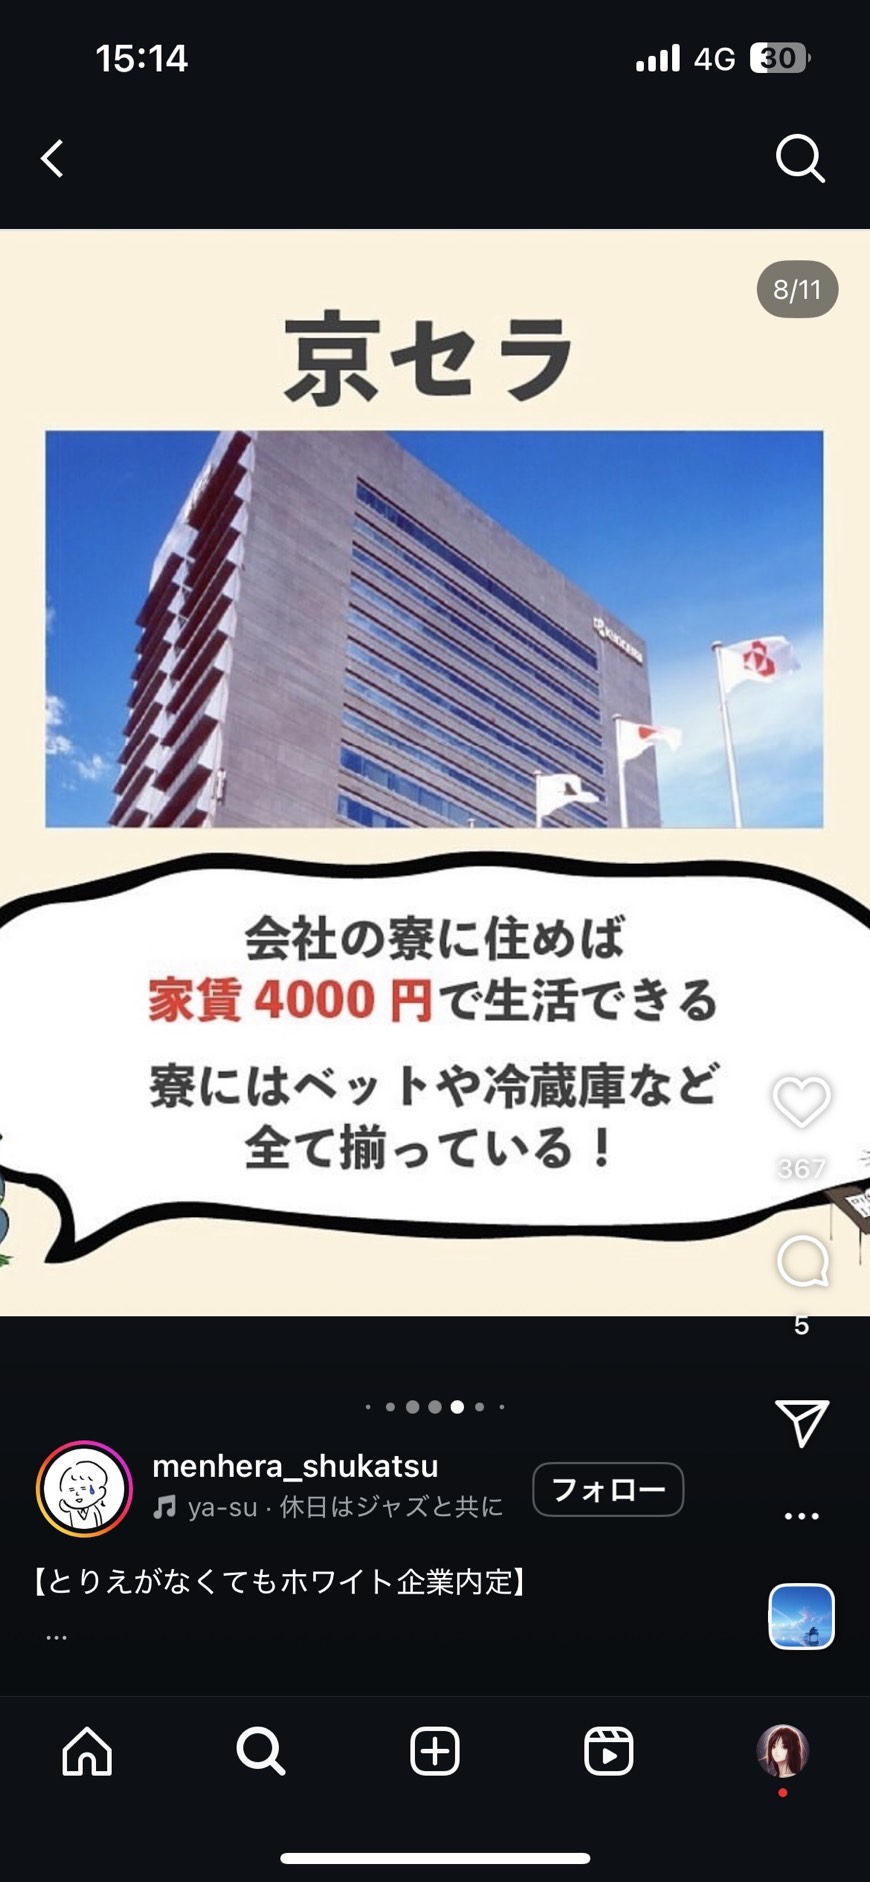 15:14
4G
30
8/11
京セラ
KYOCERA
会社の寮に住めば
家賃4000円で生活できる
寮にはベットや冷蔵庫など
全て揃っている！
367
5
menhera_shukatsu
フォロー
ya-su · 休日はジャズと共に
【とりえがなくてもホワイト企業内定】
...